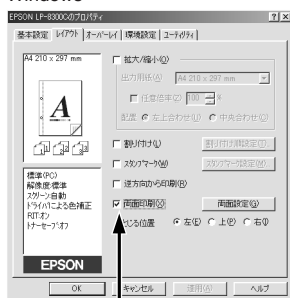 Windows
EPSON LP-8300Cのプロパティ
基本設定 レイアウト オーバーレイ 環境設定 ユーティリティ
A4 210 x 297 mm
A
標準(PC)
解像度:標準
スクリーン:自動
ドライバによる色補正
RIT:オン
トナーセーブ:オフ
EPSON
拡大/縮小(O)
出力用紙(A) A4 210 x 297 mm
任意倍率(Z) 100 %
配置 左上合わせ(U) 中央合わせ(C)
割り付け(L) 割り付け順設定(T)
スタンプマーク(W) スタンプマーク設定(M)
逆方向から印刷(R)
両面印刷(X) 両面設定(G)
じる位置 左(E) 上(P) 右(I)
OK キャンセル 適用(A) ヘルプ